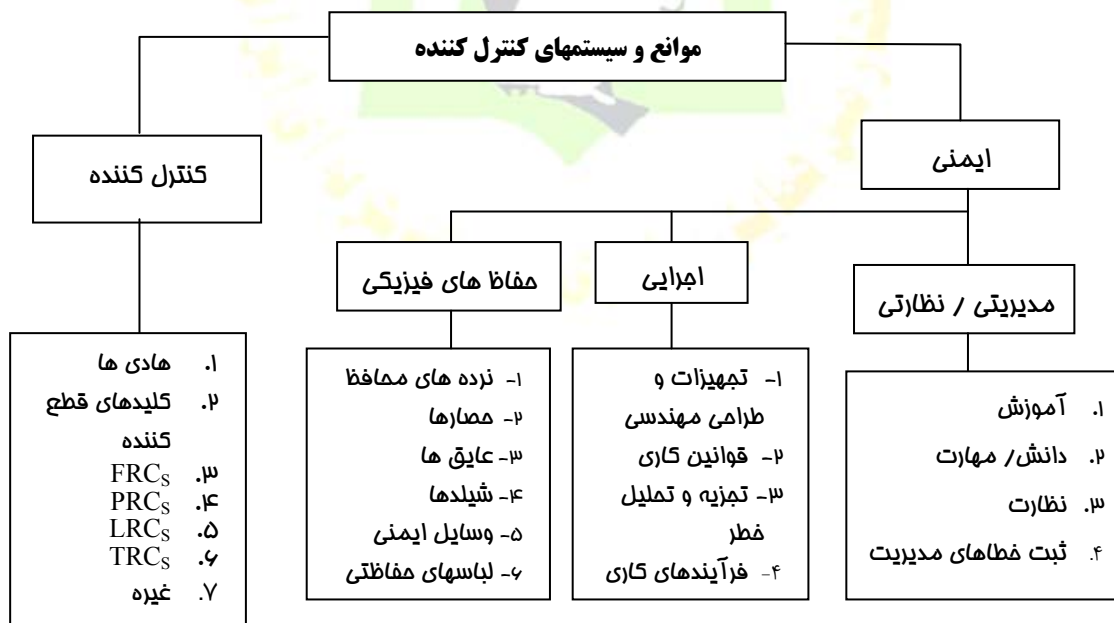 موانع و سیستمهای کنترل کننده
ایمنی
کنترل کننده
مدیریتی / نظارتی
اجرایی
حفاظ های فیزیکی
۱. آموزش
۲. دانش/ مهارت
۳. نظارت
۴. ثبت خطاهای مدیریت
۱- تجهیزات و
طراحی مهندسی
۲- قوانین کاری
۳- تجزیه و تحلیل
خطر
۴- فرآیندهای کاری
۱- نرده های محافظ
۲- حصارها
۳- عایق ها
۴- شیلدها
۵- وسایل ایمنی
۶- لباسهای حفاظتی
۱. هادی ها
۲. کلیدهای قطع
کننده
۳. FRCS
۴. PRCS
۵. LRCS
۶. TRCS
۷. غیره